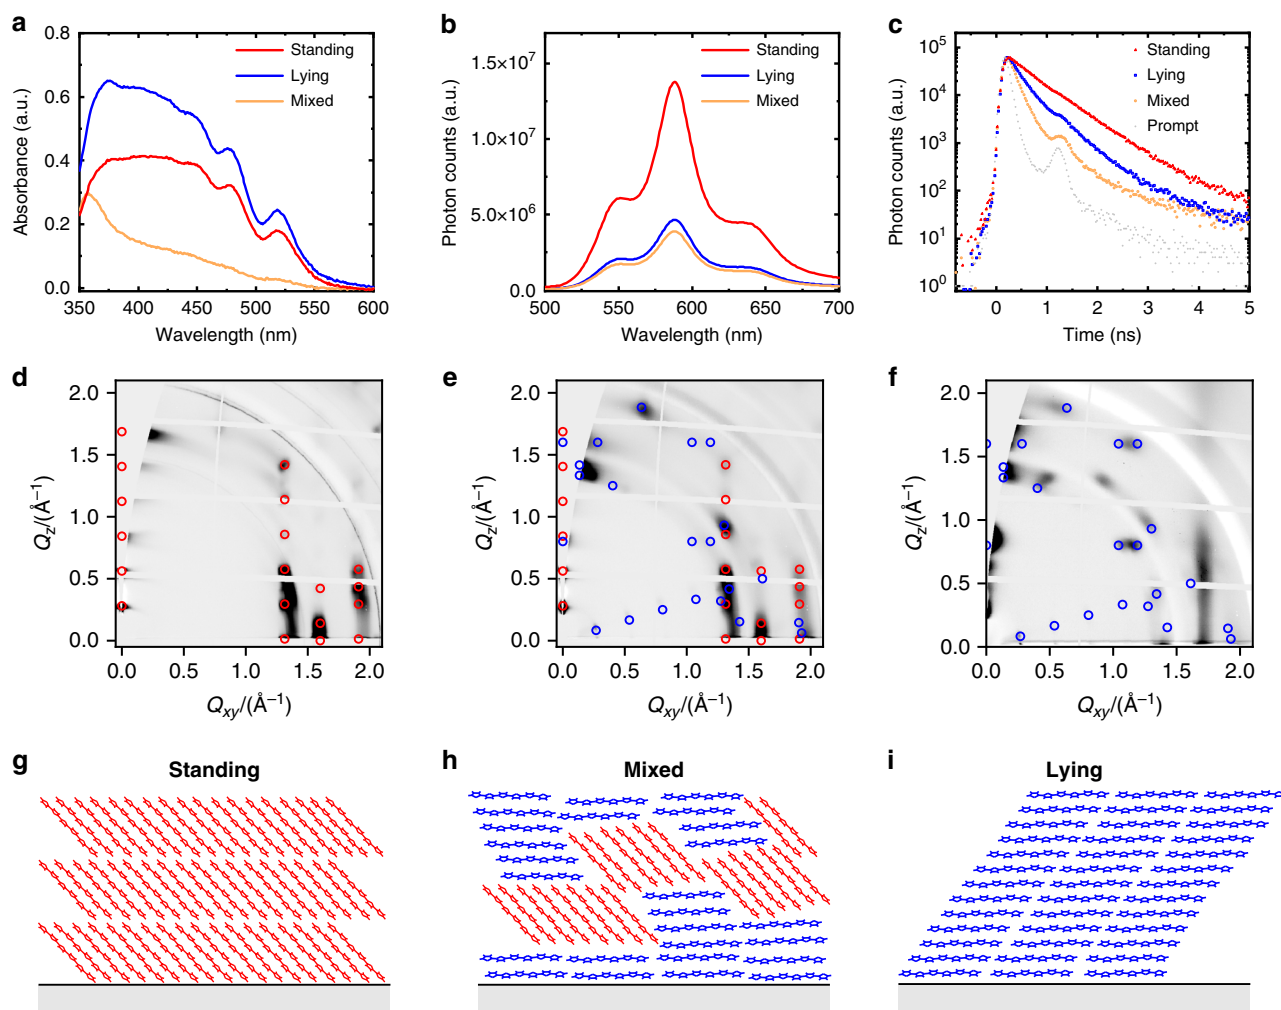 a
Absorbance (a.u.)
0.8
0.6
0.4
0.2
0.0
350 400 450 500 550 600
Wavelength (nm)
Standing
Lying
Mixed
b
Photon counts (a.u.)
1.5×10⁷
1.0×10⁷
5.0×10⁶
0.0
500 550 600 650 700
Wavelength (nm)
Standing
Lying
Mixed
c
Photon counts (a.u.)
10⁵
10⁴
10³
10²
10¹
10⁰
0 1 2 3 4 5
Time (ns)
Standing
Lying
Mixed
Prompt
d
Qz/(Å⁻¹)
2.0
1.5
1.0
0.5
0.0
0.0 0.5 1.0 1.5 2.0
Qxy/(Å⁻¹)
e
Qz/(Å⁻¹)
2.0
1.5
1.0
0.5
0.0
0.0 0.5 1.0 1.5 2.0
Qxy/(Å⁻¹)
f
Qz/(Å⁻¹)
2.0
1.5
1.0
0.5
0.0
0.0 0.5 1.0 1.5 2.0
Qxy/(Å⁻¹)
g
Standing
h
Mixed
i
Lying